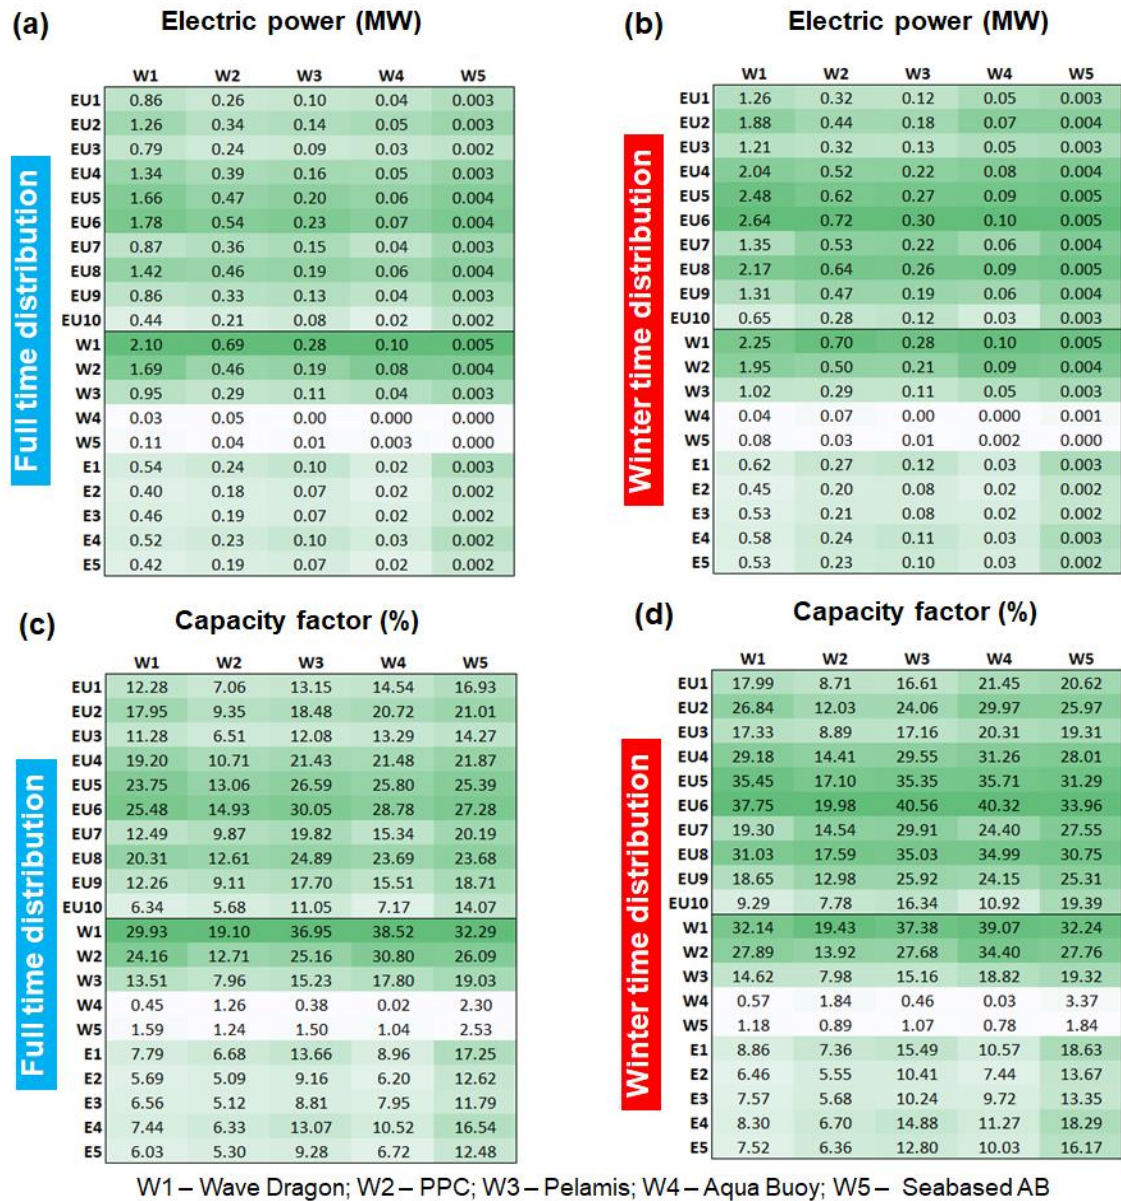 (a) Electric power (MW)
W1 W2 W3 W4 W5
EU1 0.86 0.26 0.10 0.04 0.003
EU2 1.26 0.34 0.14 0.05 0.003
EU3 0.79 0.24 0.09 0.03 0.002
EU4 1.34 0.39 0.16 0.05 0.003
EU5 1.66 0.47 0.20 0.06 0.004
EU6 1.78 0.54 0.23 0.07 0.004
EU7 0.87 0.36 0.15 0.04 0.003
EU8 1.42 0.46 0.19 0.06 0.004
EU9 0.86 0.33 0.13 0.04 0.003
EU10 0.44 0.21 0.08 0.02 0.002
W1 2.10 0.69 0.28 0.10 0.005
W2 1.69 0.46 0.19 0.08 0.004
W3 0.95 0.29 0.11 0.04 0.003
W4 0.03 0.05 0.00 0.000 0.000
W5 0.11 0.04 0.01 0.003 0.000
E1 0.54 0.24 0.10 0.02 0.003
E2 0.40 0.18 0.07 0.02 0.002
E3 0.46 0.19 0.07 0.02 0.002
E4 0.52 0.23 0.10 0.03 0.002
E5 0.42 0.19 0.07 0.02 0.002
Full time distribution
(b) Electric power (MW)
W1 W2 W3 W4 W5
EU1 1.26 0.32 0.12 0.05 0.003
EU2 1.88 0.44 0.18 0.07 0.004
EU3 1.21 0.32 0.13 0.05 0.003
EU4 2.04 0.52 0.22 0.08 0.004
EU5 2.48 0.62 0.27 0.09 0.005
EU6 2.64 0.72 0.30 0.10 0.005
EU7 1.35 0.53 0.22 0.06 0.004
EU8 2.17 0.64 0.26 0.09 0.005
EU9 1.31 0.47 0.19 0.06 0.004
EU10 0.65 0.28 0.12 0.03 0.003
W1 2.25 0.70 0.28 0.10 0.005
W2 1.95 0.50 0.21 0.09 0.004
W3 1.02 0.29 0.11 0.05 0.003
W4 0.04 0.07 0.00 0.000 0.001
W5 0.08 0.03 0.01 0.002 0.000
E1 0.62 0.27 0.12 0.03 0.003
E2 0.45 0.20 0.08 0.02 0.002
E3 0.53 0.21 0.08 0.02 0.002
E4 0.58 0.24 0.11 0.03 0.003
E5 0.53 0.23 0.10 0.03 0.002
Winter time distribution
(c) Capacity factor (%)
W1 W2 W3 W4 W5
EU1 12.28 7.06 13.15 14.54 16.93
EU2 17.95 9.35 18.48 20.72 21.01
EU3 11.28 6.51 12.08 13.29 14.27
EU4 19.20 10.71 21.43 21.48 21.87
EU5 23.75 13.06 26.59 25.80 25.39
EU6 25.48 14.93 30.05 28.78 27.28
EU7 12.49 9.87 19.82 15.34 20.19
EU8 20.31 12.61 24.89 23.69 23.68
EU9 12.26 9.11 17.70 15.51 18.71
EU10 6.34 5.68 11.05 7.17 14.07
W1 29.93 19.10 36.95 38.52 32.29
W2 24.16 12.71 25.16 30.80 26.09
W3 13.51 7.96 15.23 17.80 19.03
W4 0.45 1.26 0.38 0.02 2.30
W5 1.59 1.24 1.50 1.04 2.53
E1 7.79 6.68 13.66 8.96 17.25
E2 5.69 5.09 9.16 6.20 12.62
E3 6.56 5.12 8.81 7.95 11.79
E4 7.44 6.33 13.07 10.52 16.54
E5 6.03 5.30 9.28 6.72 12.48
Full time distribution
(d) Capacity factor (%)
W1 W2 W3 W4 W5
EU1 17.99 8.71 16.61 21.45 20.62
EU2 26.84 12.03 24.06 29.97 25.97
EU3 17.33 8.89 17.16 20.31 19.31
EU4 29.18 14.41 29.55 31.26 28.01
EU5 35.45 17.10 35.35 35.71 31.29
EU6 37.75 19.98 40.56 40.32 33.96
EU7 19.30 14.54 29.91 24.40 27.55
EU8 31.03 17.59 35.03 34.99 30.75
EU9 18.65 12.98 25.92 24.15 25.31
EU10 9.29 7.78 16.34 10.92 19.39
W1 32.14 19.43 37.38 39.07 32.24
W2 27.89 13.92 27.68 34.40 27.76
W3 14.62 7.98 15.16 18.82 19.32
W4 0.57 1.84 0.46 0.03 3.37
W5 1.18 0.89 1.07 0.78 1.84
E1 8.86 7.36 15.49 10.57 18.63
E2 6.46 5.55 10.41 7.44 13.67
E3 7.57 5.68 10.24 9.72 13.35
E4 8.30 6.70 14.88 11.27 18.29
E5 7.52 6.36 12.80 10.03 16.17
Winter time distribution
W1 – Wave Dragon; W2 – PPC; W3 – Pelamis; W4 – Aqua Buoy; W5 – Seabased AB